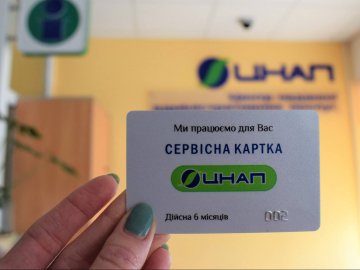 ЦНАП
Ми працюємо для Вас
СЕРВІСНА КАРТКА
ЦНАП
Дійсна 6 місяців 002